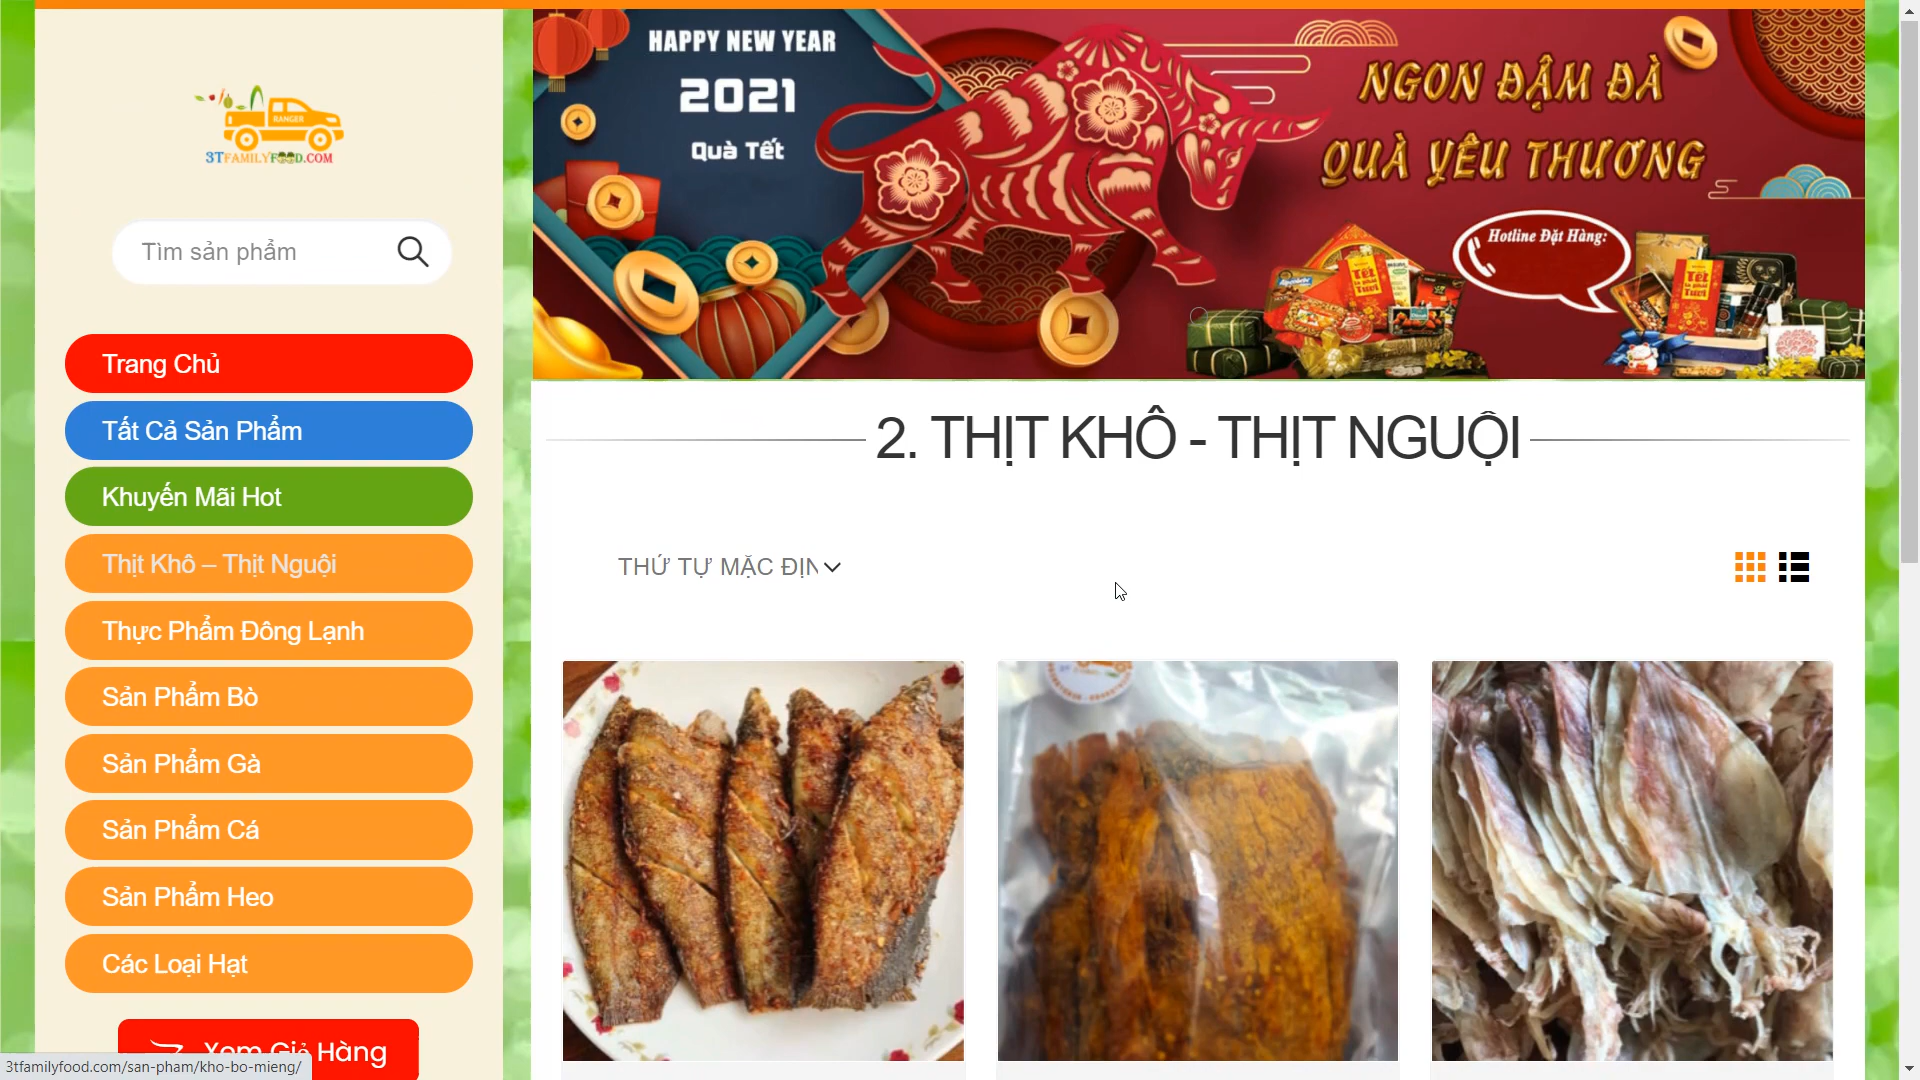 RANGER
3TFAMILYFOOD.COM
Tìm sản phẩm
Trang Chủ
Tất Cả Sản Phẩm
Khuyến Mãi Hot
Thịt Khô – Thịt Nguội
Thực Phẩm Đông Lạnh
Sản Phẩm Bò
Sản Phẩm Gà
Sản Phẩm Cá
Sản Phẩm Heo
Các Loại Hạt
Xem Giỏ Hàng
3tfamilyfood.com/san-pham/kho-bo-mieng/
HAPPY NEW YEAR
2021
Quà Tết
NGON ĐẬM ĐÀ
QUÀ YÊU THƯƠNG
Hotline Đặt Hàng:
2. THỊT KHÔ - THỊT NGUỘI
THỨ TỰ MẶC ĐỊN